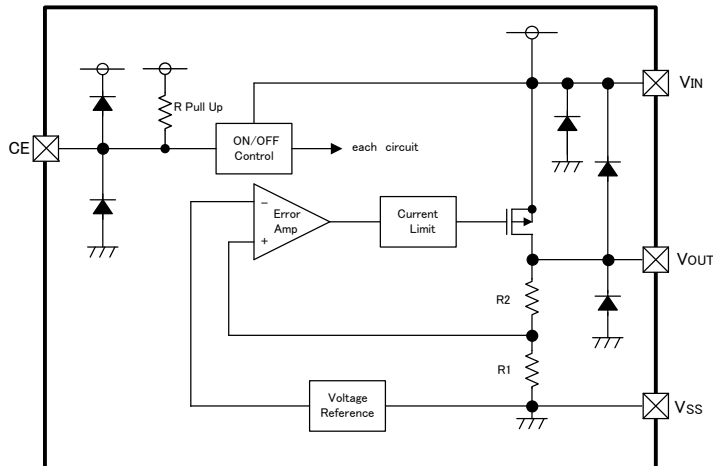 VIN
R Pull Up
CE
ON/OFF
Control
each circuit
−
Error
Amp
+
Current
Limit
VOUT
R2
R1
Voltage
Reference
VSS